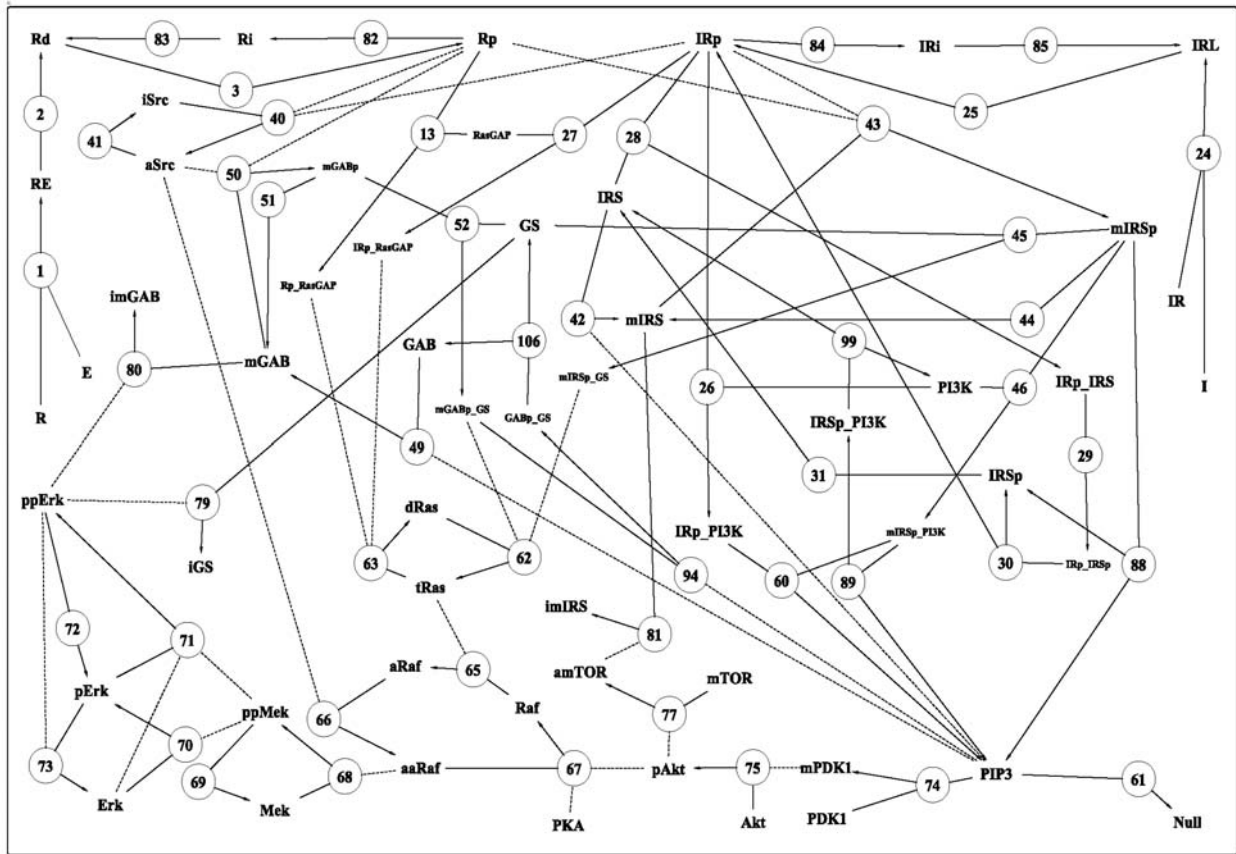 Rd 83 Ri 82 Rp IRp 84 IRi 85 IRL
3
2 iSrc 40 25
41 13 RasGAP 27 28 43 24
aSrc 50 mGABp
RE 51 IRS
52 GS 45 mIRSp
IRp_RasGAP
1 Rp_RasGAP
imGAB IR
42 mIRS 44
80 mGAB GAB 106 99
E mIRSp_GS 26 PI3K 46 IRp_IRS I
R mGABp_GS GABp_GS IRSp_PI3K
49 29
31 IRSp
ppErk 79
dRas IRp_PI3K mIRSp_PI3K
iGS 63 62 94 60 89 30 IRp_IRSp 88
tRas
imIRS
72 71 81
aRaf 65 amTOR mTOR
pErk
ppMek 66 Raf 77
73 70
69 68 aaRaf 67 pAkt 75 mPDK1 74 PIP3 61
Erk Mek
PKA Akt PDK1 Null